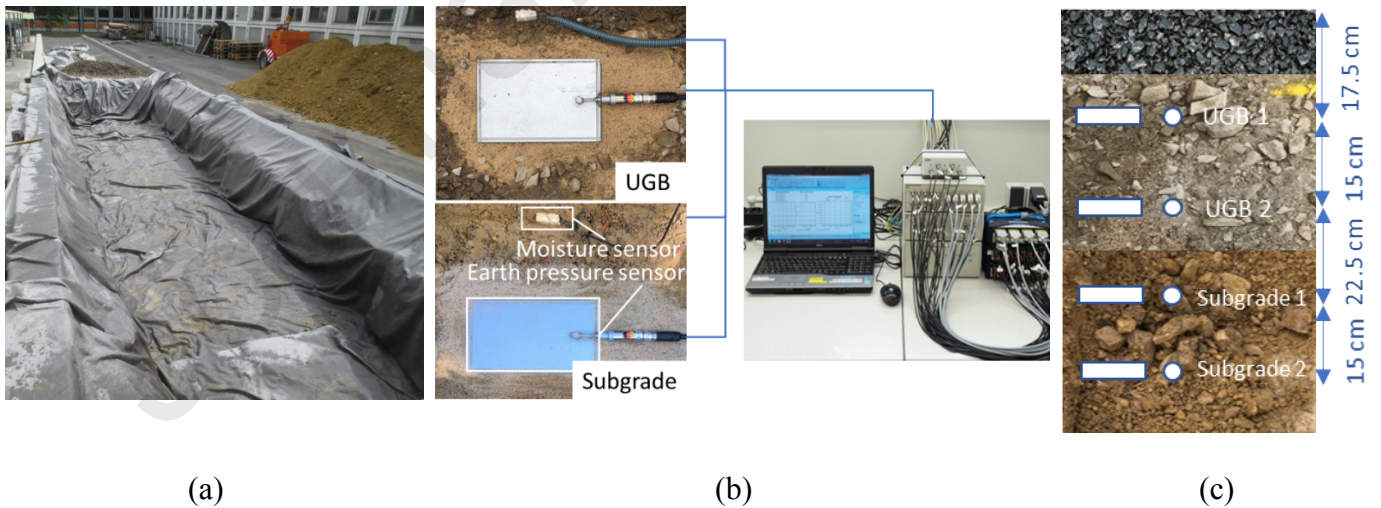 UGB
Moisture sensor
Earth pressure sensor
Subgrade
UGB 1
UGB 2
Subgrade 1
Subgrade 2
17.5 cm
15 cm
22.5 cm
15 cm
(a)
(b)
(c)